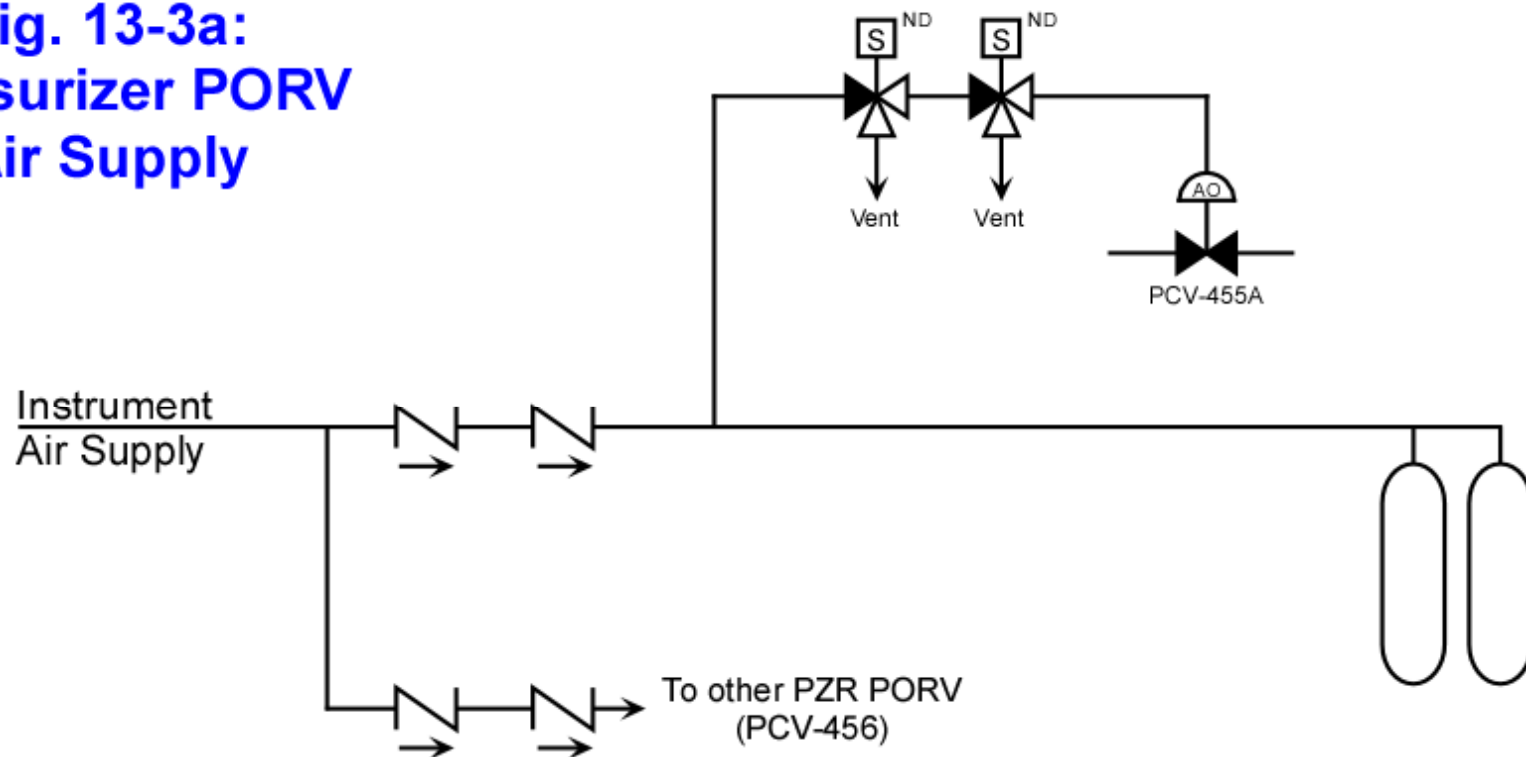 ig. 13-3a:
surizer PORV
ir Supply
S ND
S ND
Vent
Vent
AO
PCV-455A
Instrument
Air Supply
To other PZR PORV
(PCV-456)